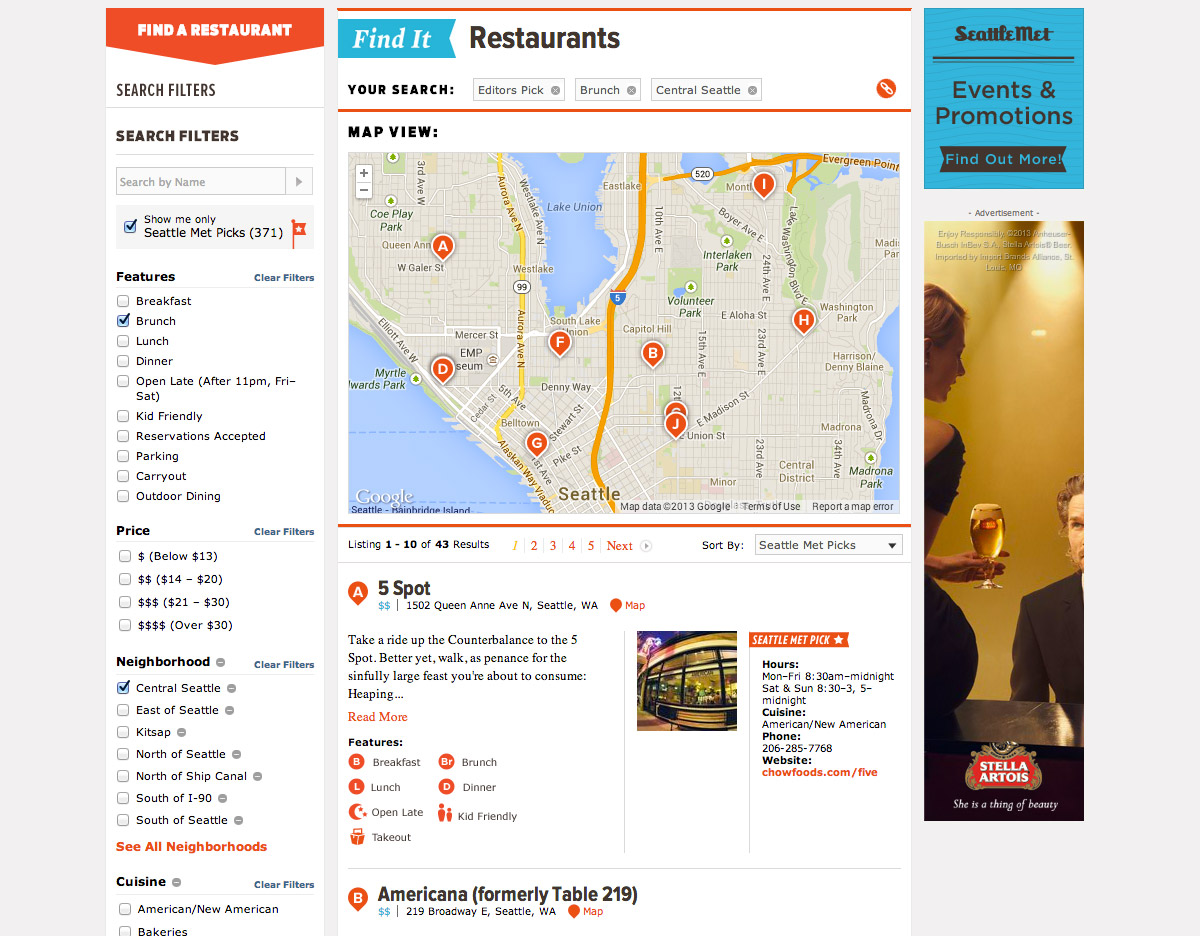 FIND A RESTAURANT
SEARCH FILTERS
SEARCH FILTERS
Search by Name
Show me only
Seattle Met Picks (371)
Features
Clear Filters
Breakfast
Brunch
Lunch
Dinner
Open Late (After 11pm, Fri–
Sat)
Kid Friendly
Reservations Accepted
Parking
Carryout
Outdoor Dining
Price
Clear Filters
$ (Below $13)
$$ ($14 – $20)
$$$ ($21 – $30)
$$$$ (Over $30)
Neighborhood
Clear Filters
Central Seattle
East of Seattle
Kitsap
North of Seattle
North of Ship Canal
South of I-90
South of Seattle
See All Neighborhoods
Cuisine
Clear Filters
American/New American
Bakeries
Find It Restaurants
YOUR SEARCH: Editors Pick Brunch Central Seattle
MAP VIEW:
+
−
3rd Ave W
Coe Play
Park
Queen Ann
A
W Galer St
Aurora Ave N
Westlake Ave N
Lake Union
Eastlake
Westlake
99
520
Mont
I
Evergreen Point
10th Ave E
Boyer Ave E
Lake Washington Blvd E
Interlaken
Park
24th Ave E
Madi
Volunteer
Park
5
E Aloha St
Washington
Park
H
Elliott Ave W
Mercer St
EMP
seum
D
Aurora Ave N
South Lake
Union
F
Capitol Hill
B
15th Ave E
23rd Ave E
Harrison/
Denny Blaine
Myrtle
lwards Park
Denny Way
Cedar St
5th Ave
Stewart St
Belltown
12t
J
E Madison St
E Union St
Madrona
Madrona Dr
G
1st Ave
Pike St
Alaskan Way Viaduc
23rd Ave
Central
District
34th Ave
Madrona
Park
Minor
Seattle
Google
Seattle - Bainbridge Island
Map data ©2013 Google Terms of Use Report a map error
Listing 1 - 10 of 43 Results
1 2 3 4 5 Next
Sort By: Seattle Met Picks
A 5 Spot
$$ | 1502 Queen Anne Ave N, Seattle, WA Map
Take a ride up the Counterbalance to the 5
Spot. Better yet, walk, as penance for the
sinfully large feast you're about to consume:
Heaping...
Read More
Features:
B Breakfast Br Brunch
L Lunch D Dinner
Open Late Kid Friendly
Takeout
SEATTLE MET PICK
Hours:
Mon–Fri 8:30am–midnight
Sat & Sun 8:30–3, 5–
midnight
Cuisine:
American/New American
Phone:
206-285-7768
Website:
chowfoods.com/five
B Americana (formerly Table 219)
$$ | 219 Broadway E, Seattle, WA Map
SeattleMet
Events &
Promotions
Find Out More!
- Advertisement -
Enjoy Responsibly. ©2013 Anheuser-
Busch InBev S.A., Stella Artois® Beer,
Imported by Import Brands Alliance, St.
Louis, MO
STELLA
ARTOIS
She is a thing of beauty